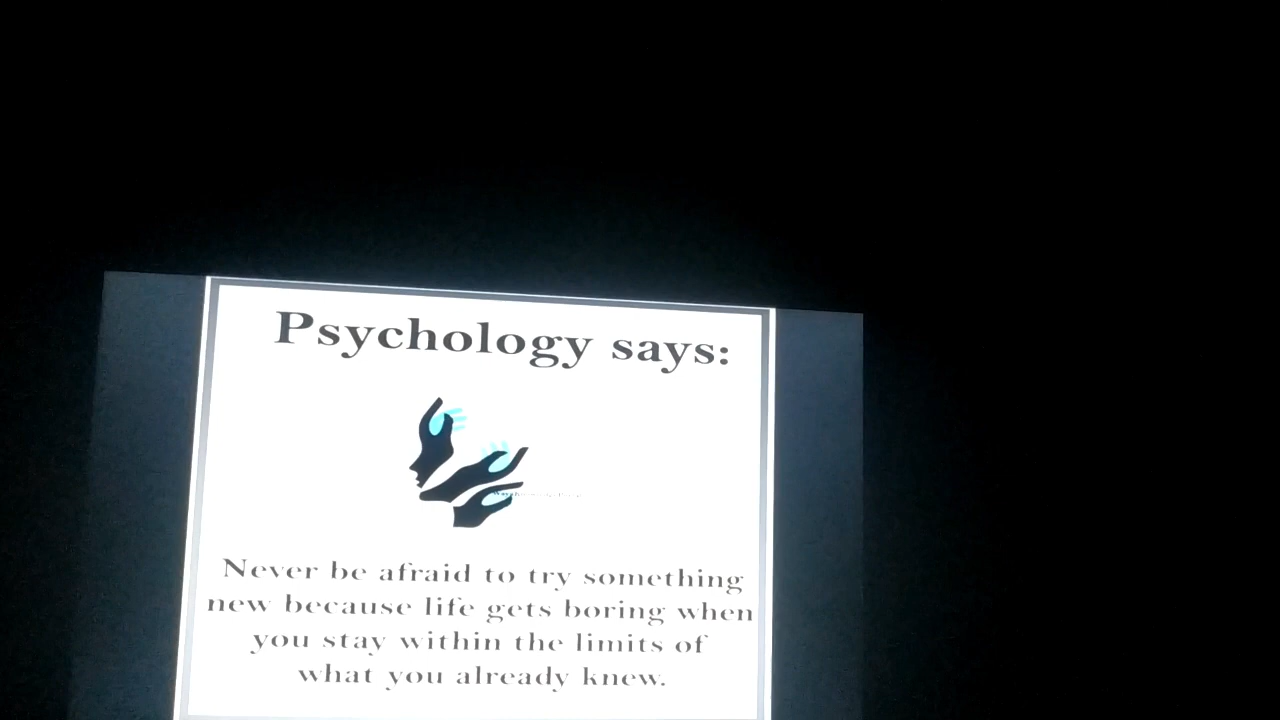 Psychology says:
Never be afraid to try something
new because life gets boring when
you stay within the limits of
what you already knew.